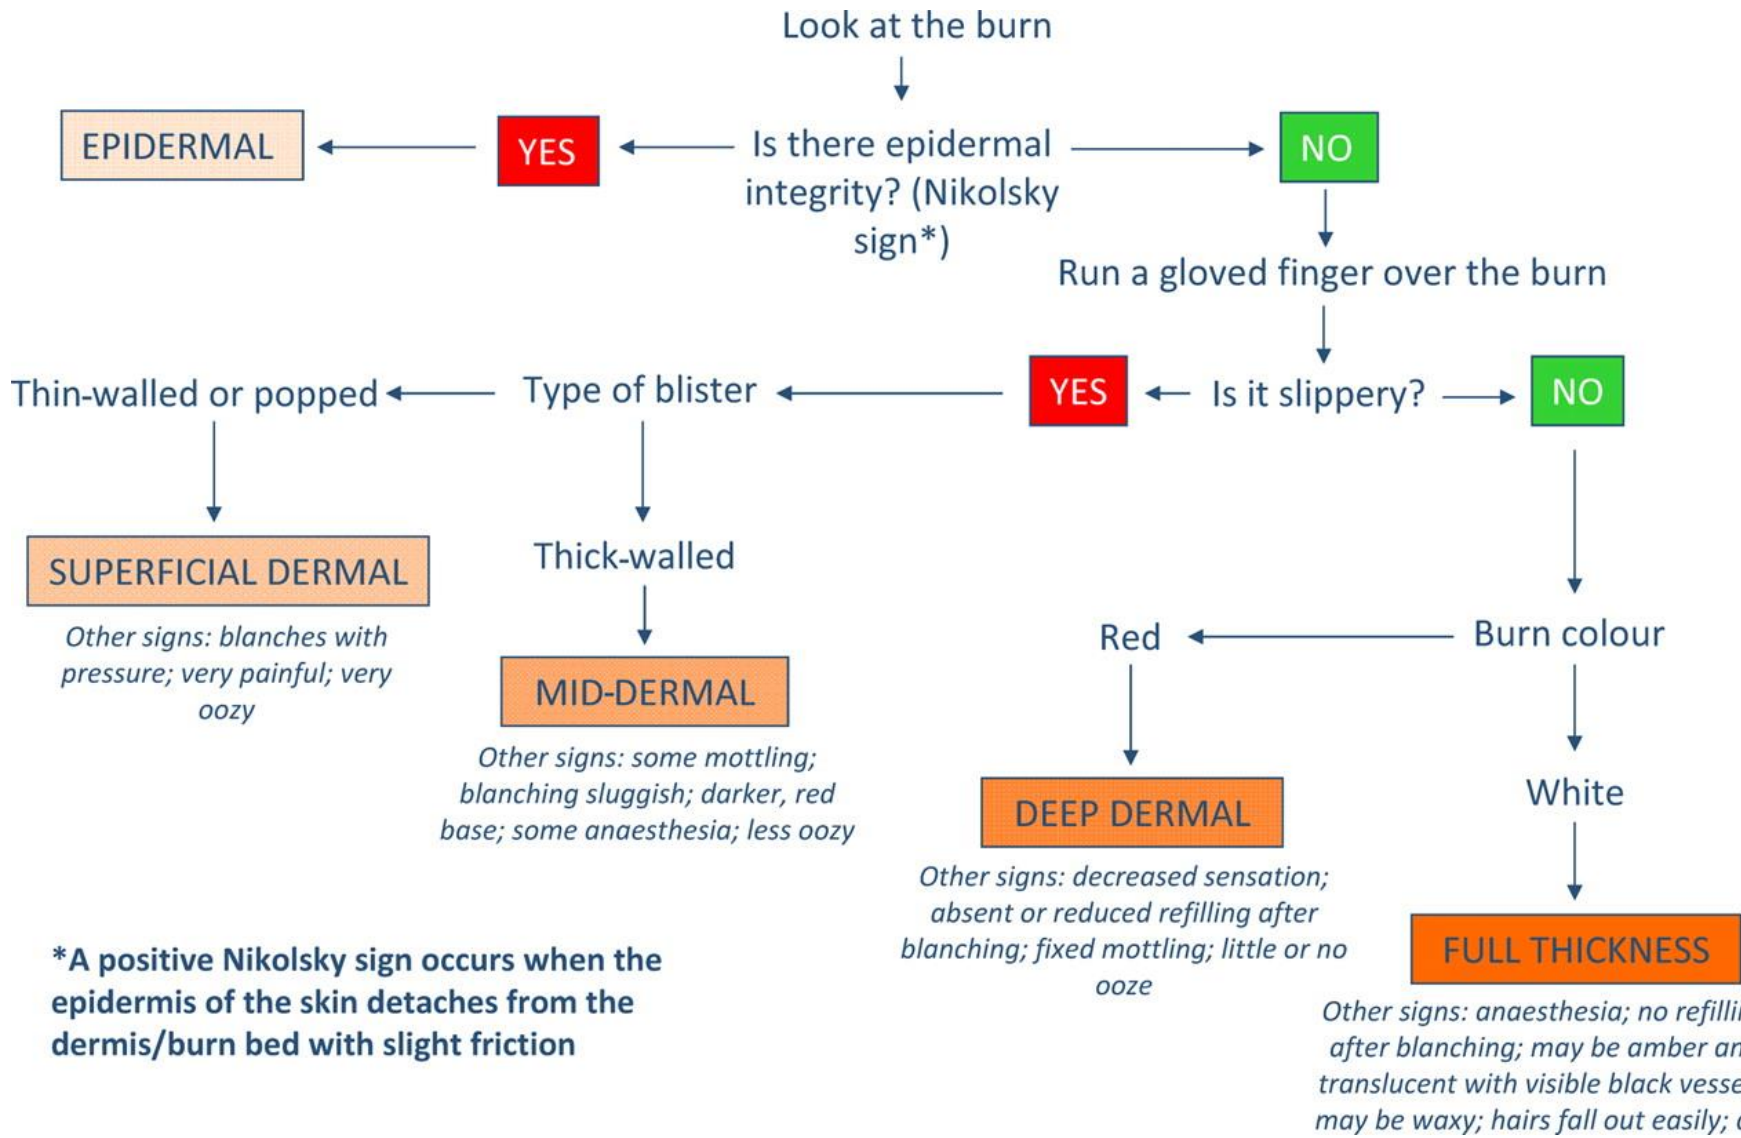 Look at the burn
EPIDERMAL
YES
Is there epidermal
integrity? (Nikolsky
sign*)
NO
Run a gloved finger over the burn
Thin-walled or popped
Type of blister
YES
Is it slippery?
NO
SUPERFICIAL DERMAL
Other signs: blanches with
pressure; very painful; very
oozy
Thick-walled
MID-DERMAL
Other signs: some mottling;
blanching sluggish; darker, red
base; some anaesthesia; less oozy
Red
Burn colour
DEEP DERMAL
Other signs: decreased sensation;
absent or reduced refilling after
blanching; fixed mottling; little or no
ooze
White
FULL THICKNESS
Other signs: anaesthesia; no
after blanching; may be amber
translucent with visible black
may be waxy; hairs fall out easily;
*A positive Nikolsky sign occurs when the
epidermis of the skin detaches from the
dermis/burn bed with slight friction